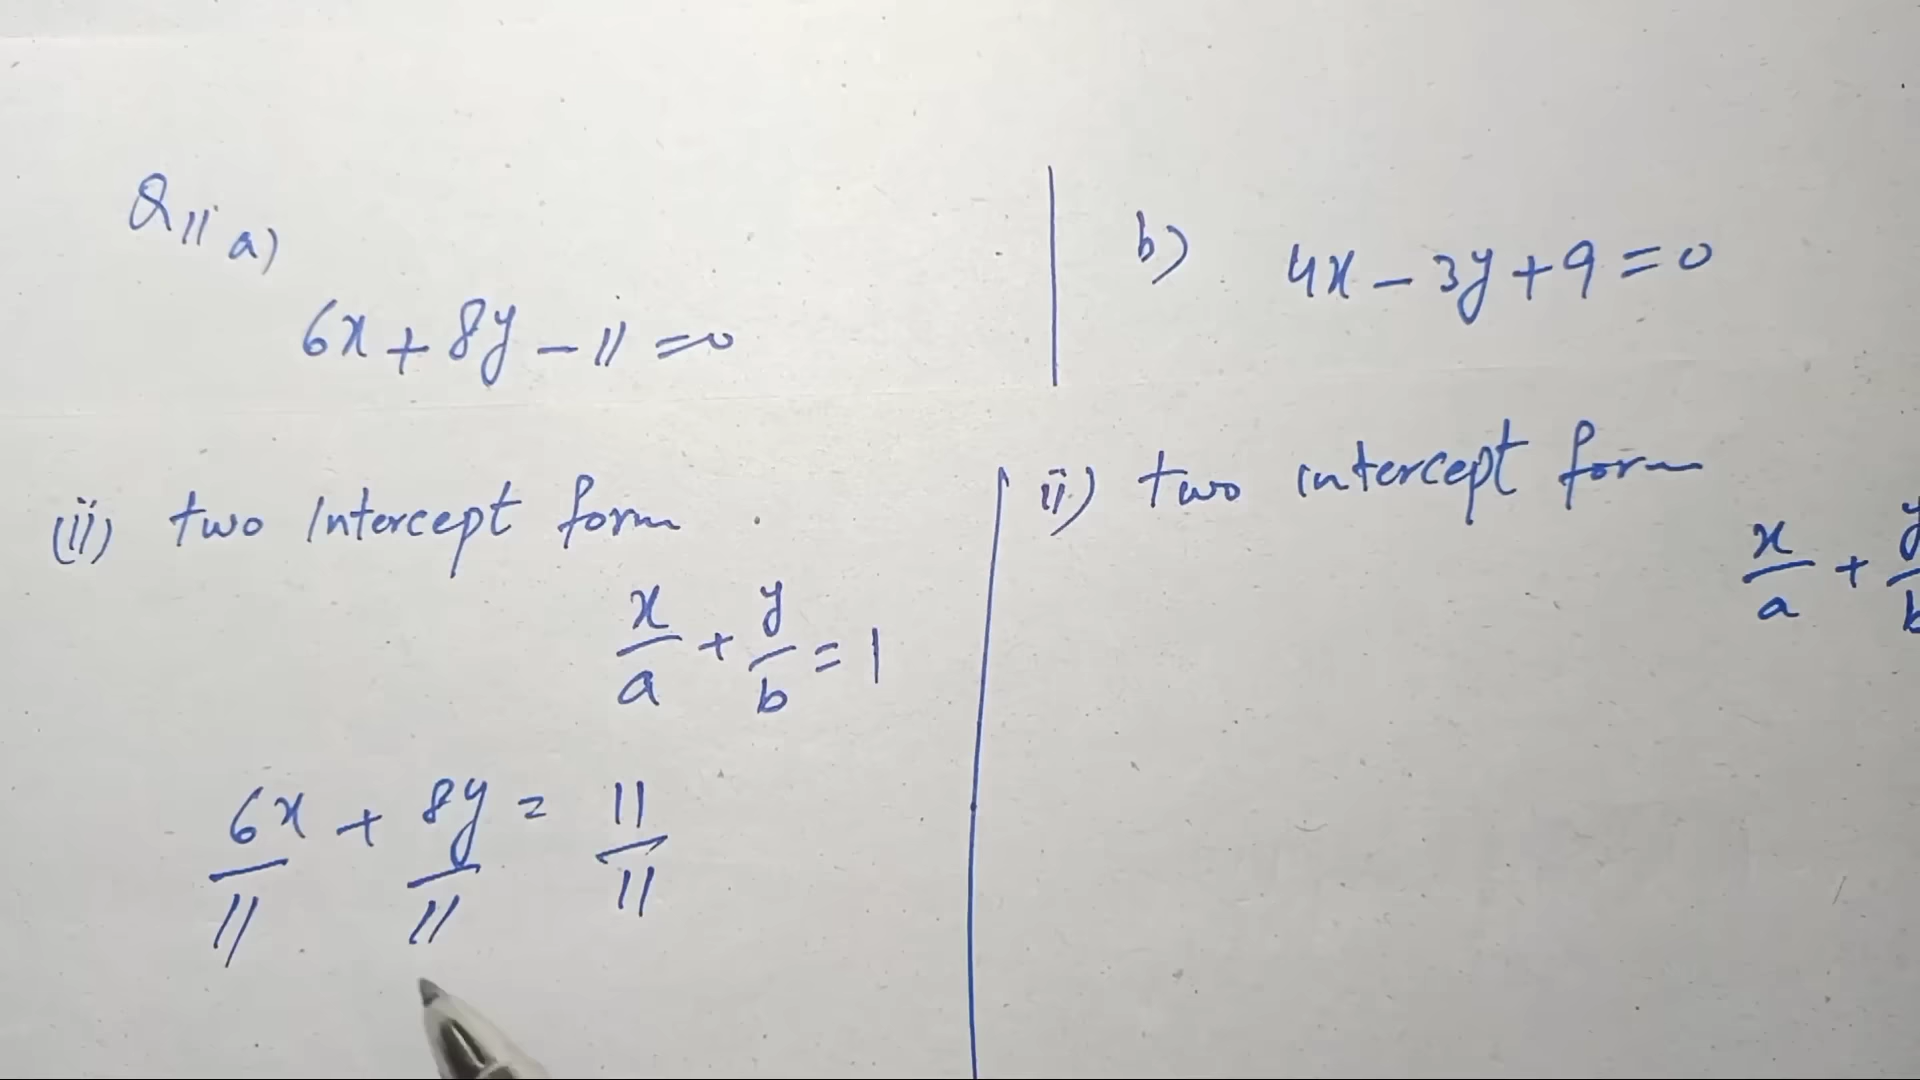 Q11 a)
6x + 8y - 11 = 0
(ii) two Intercept form
x/a + y/b = 1
6x/11 + 8y/11 = 11/11
b) 4x - 3y + 9 = 0
ii) two intercept form
x/a + y/b